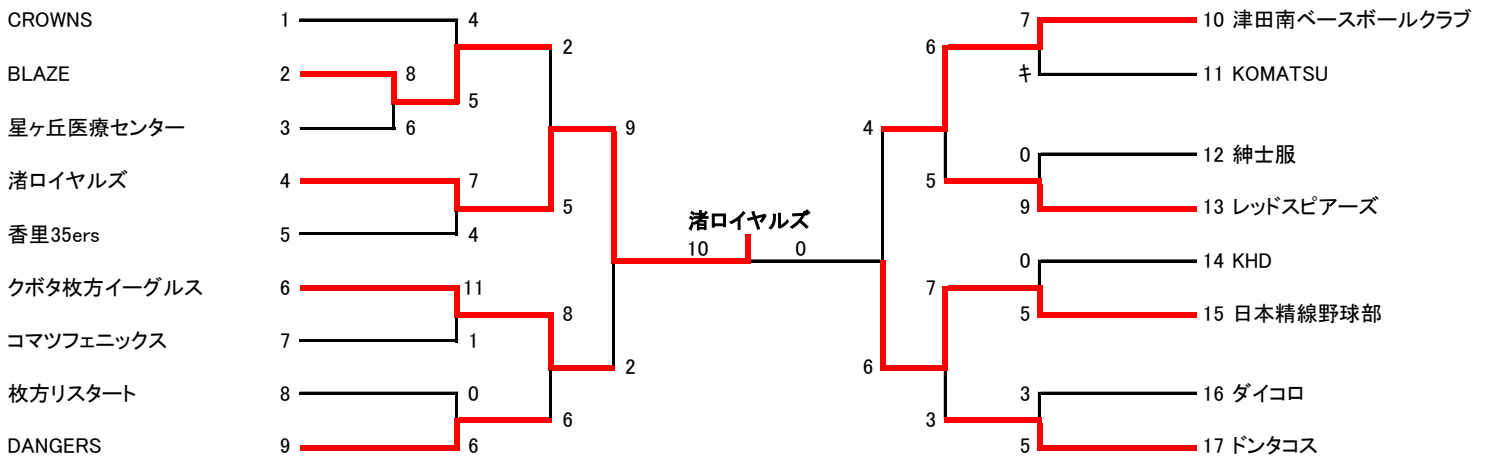 CROWNS 1 4
2
BLAZE 2 8
5
星ヶ丘医療センター 3 6
9
渚ロイヤルズ 4 7
5
香里35ers 5 4
渚ロイヤルズ
10 0
クボタ枚方イーグルス 6 11
8
コマツフェニックス 7 1
2
枚方リスタート 8 0
6
DANGERS 9 6
7 10 津田南ベースボールクラブ
6
キ 11 KOMATSU
4
0 12 紳士服
5
9 13 レッドスピアーズ
0 14 KHD
7
5 15 日本精線野球部
6
3 16 ダイコロ
3
5 17 ドンタコス